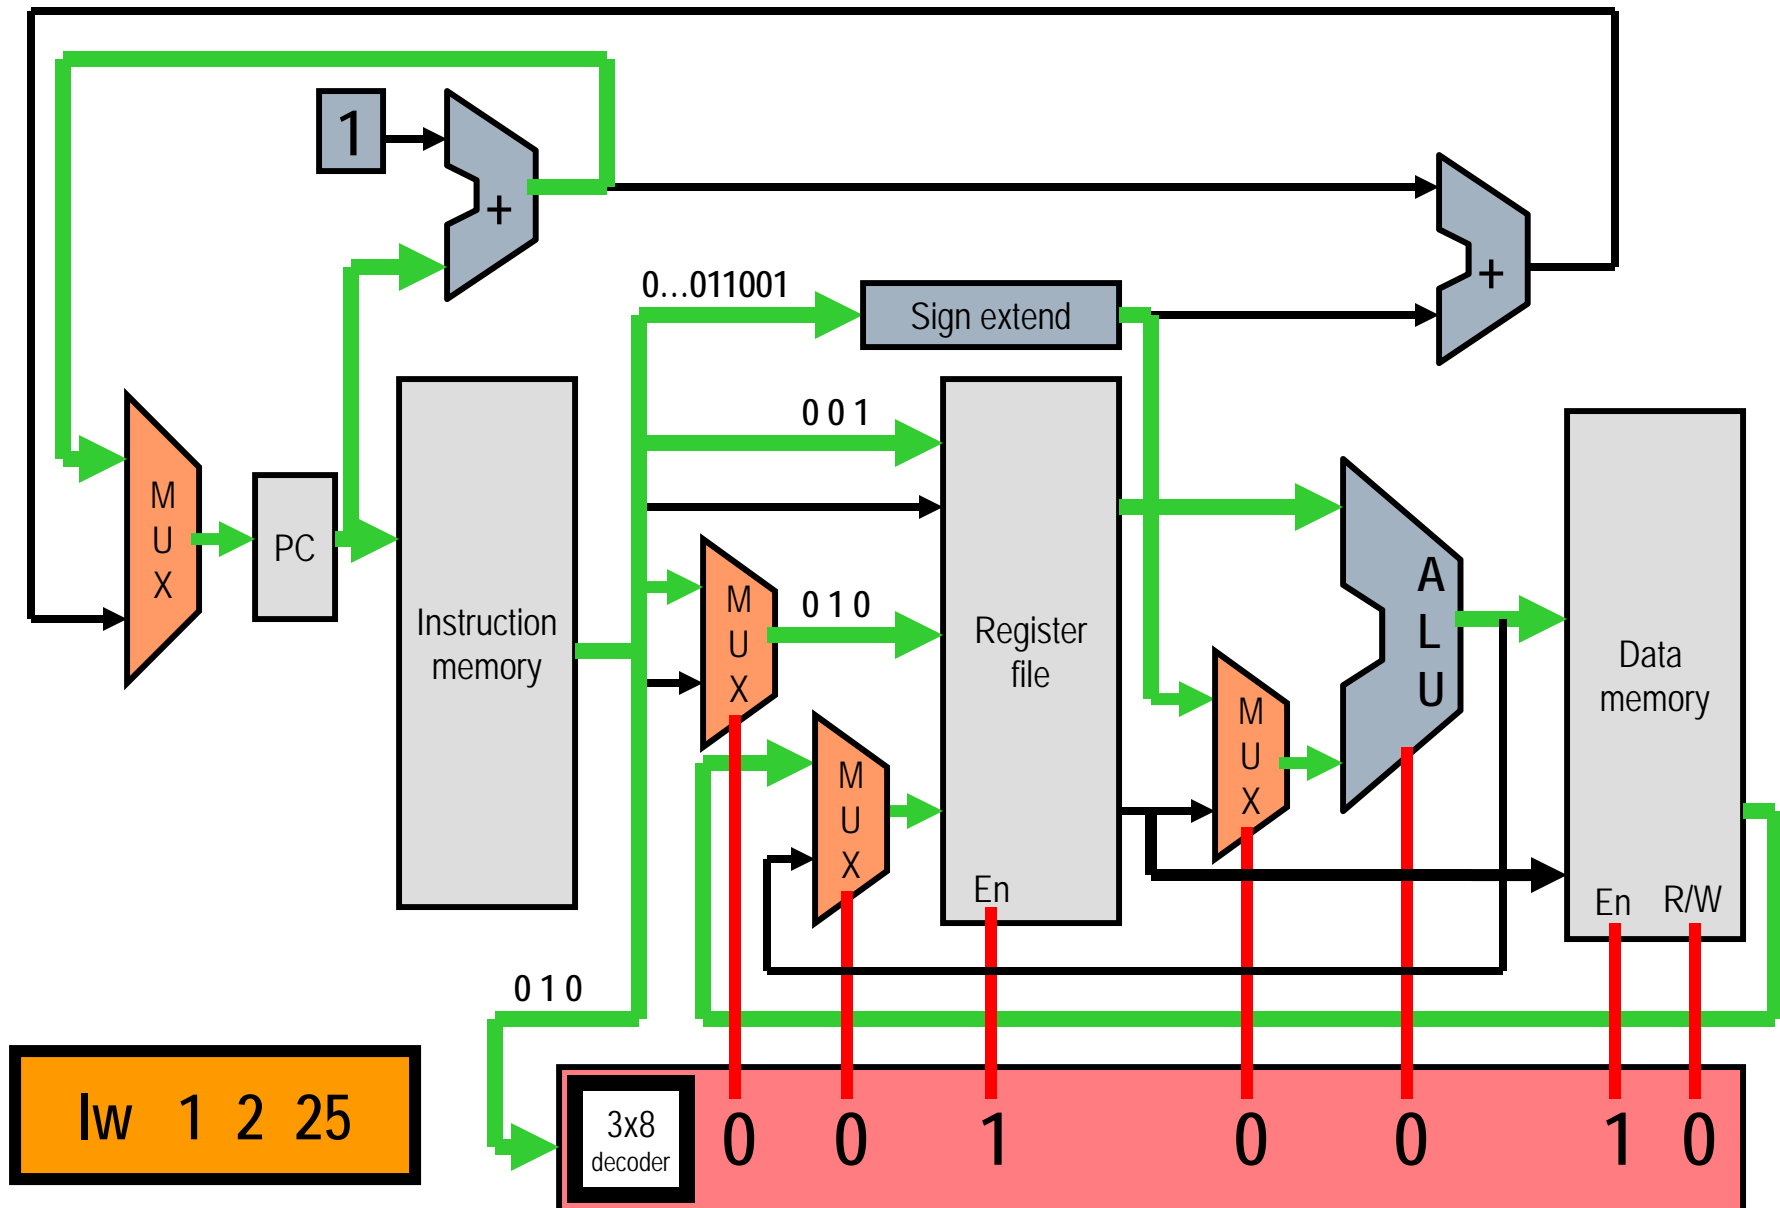 1
+
+
0...011001
Sign extend
0 0 1
M
U
X
PC
Instruction
memory
M
U
X
0 1 0
Register
file
A
L
U
Data
memory
M
U
X
M
U
X
En
En R/W
0 1 0
lw 1 2 25
3x8
decoder
0 0 1 0 0 1 0